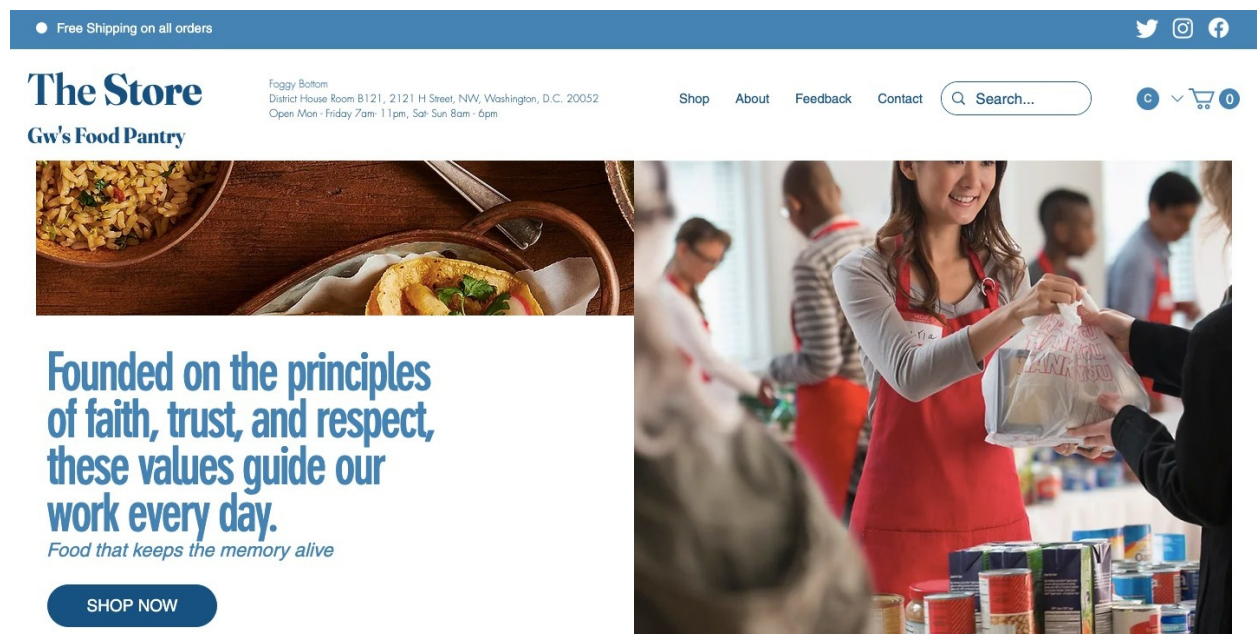 Free Shipping on all orders
The Store
Gw's Food Pantry
Foggy Bottom
District House Room B121, 2121 H Street, NW, Washington, D.C. 20052
Open Mon - Friday 7am- 11pm, Sat- Sun 8am - 6pm
Shop
About
Feedback
Contact
Search...
C
0
Founded on the principles
of faith, trust, and respect,
these values guide our
work every day.
Food that keeps the memory alive
SHOP NOW
THANK YOU